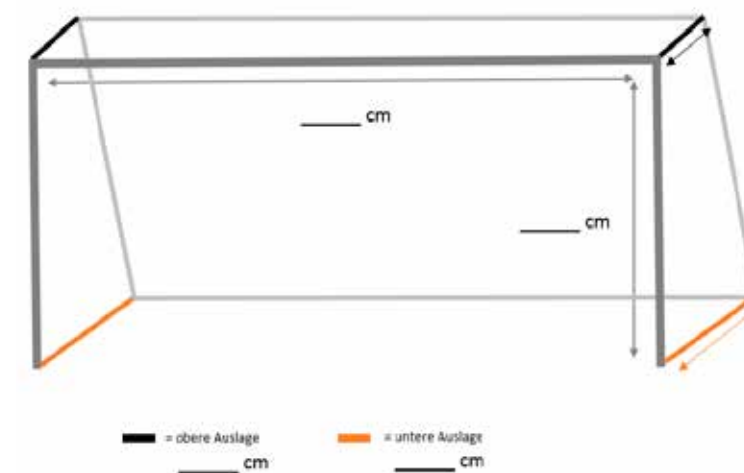 _____ cm
_____ cm
= obere Auslage
= untere Auslage
_____ cm
_____ cm